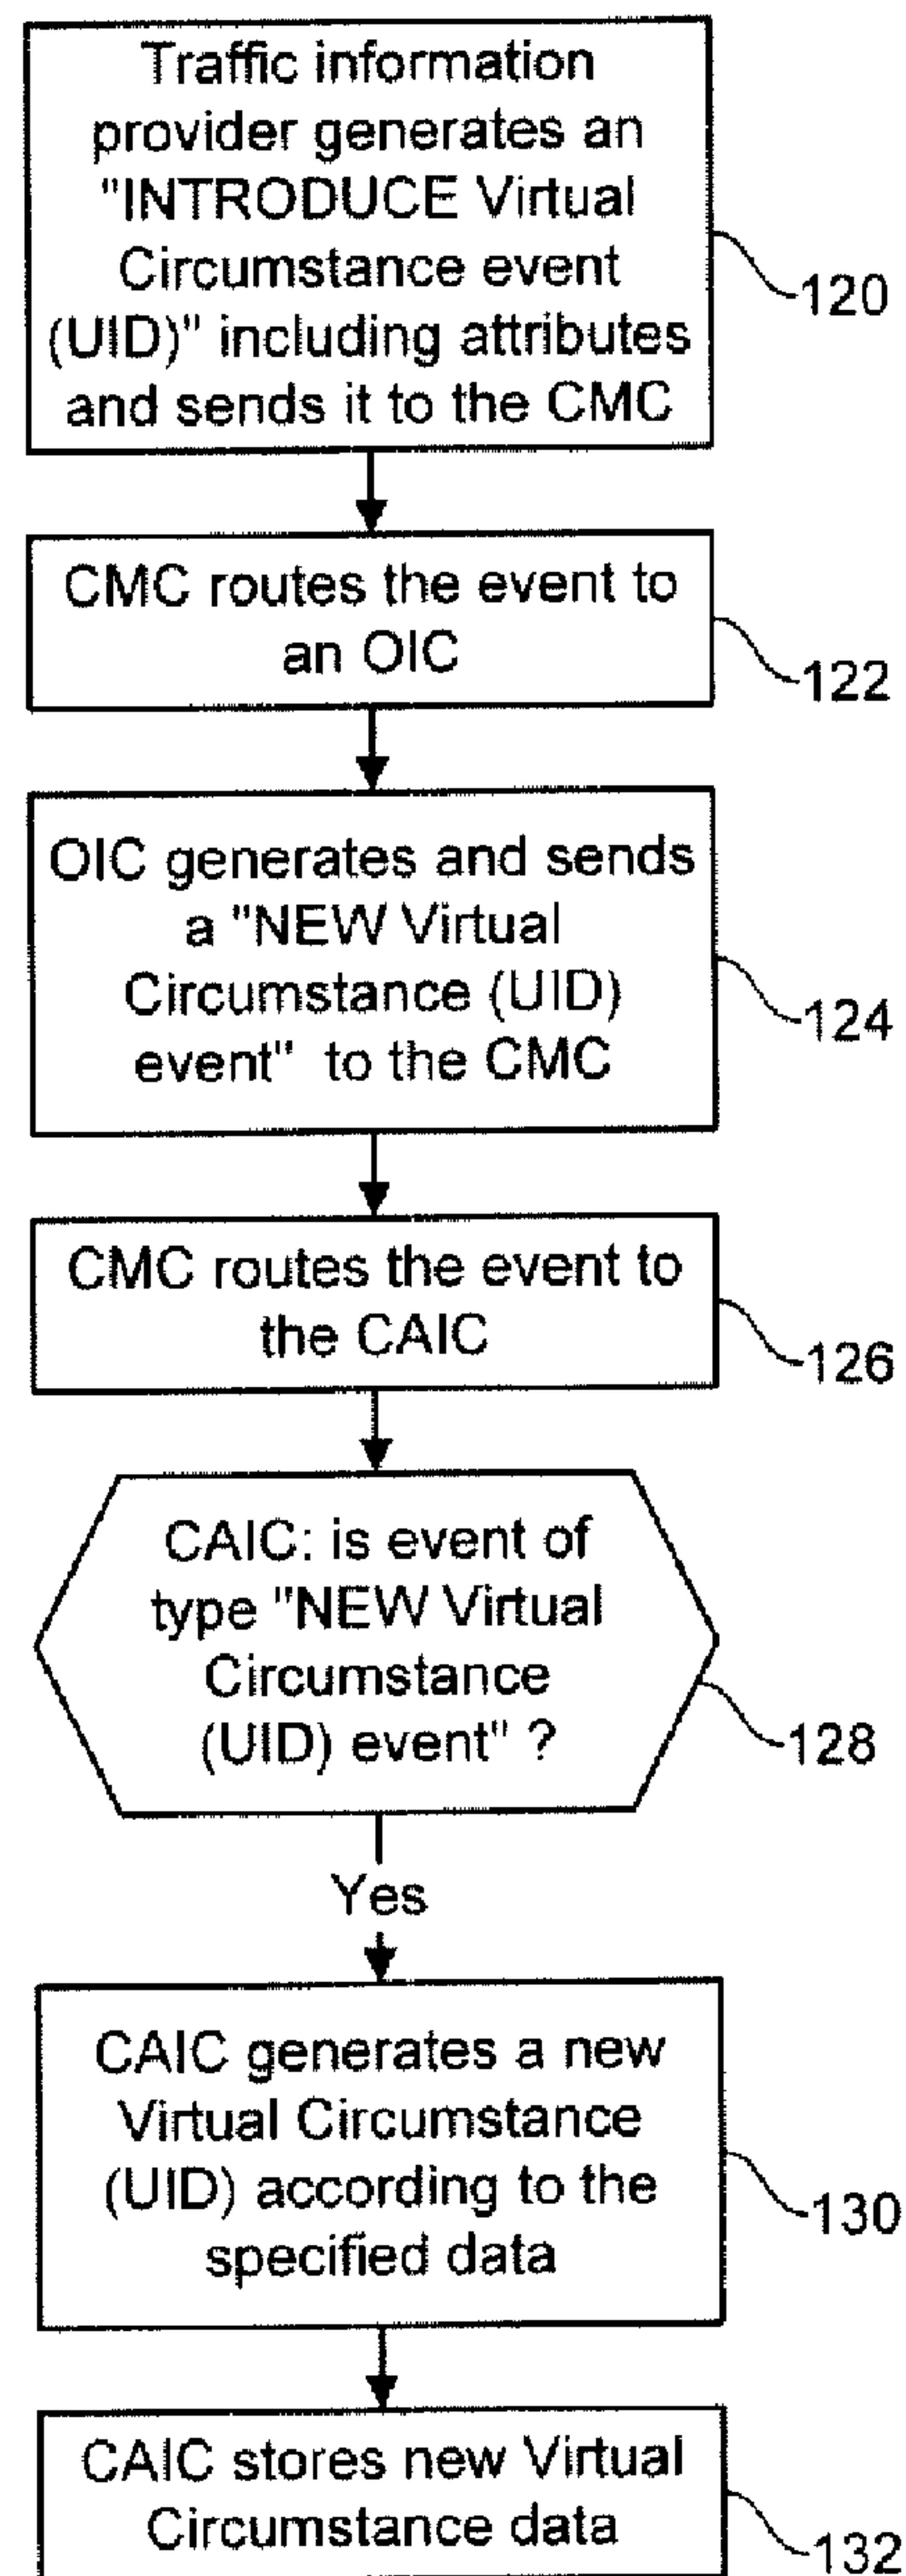 Traffic information
provider generates an
"INTRODUCE Virtual
Circumstance event
(UID)" including attributes
and sends it to the CMC
120
CMC routes the event to
an OIC
122
OIC generates and sends
a "NEW Virtual
Circumstance (UID)
event" to the CMC
124
CMC routes the event to
the CAIC
126
CAIC: is event of
type "NEW Virtual
Circumstance
(UID) event" ?
128
Yes
CAIC generates a new
Virtual Circumstance
(UID) according to the
specified data
130
CAIC stores new Virtual
Circumstance data
132